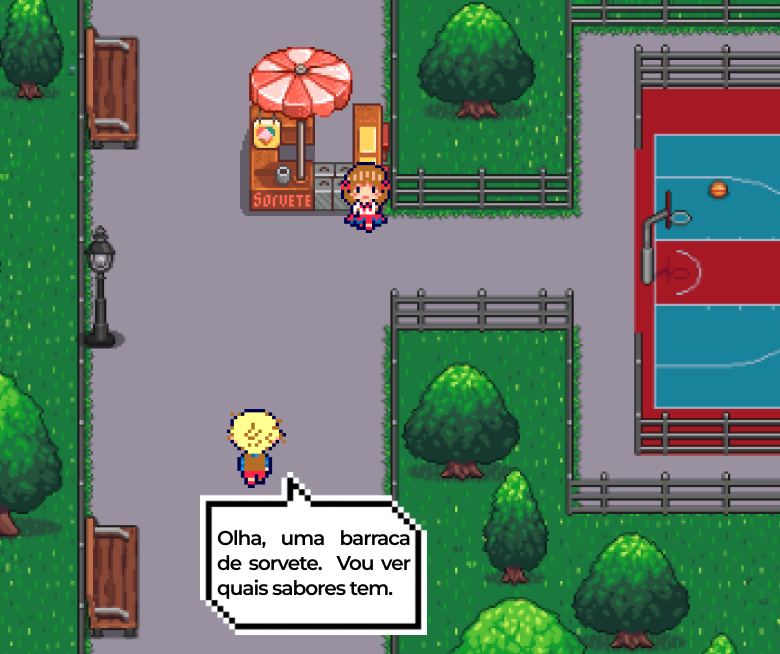 SORVETE
Olha, uma barraca
de sorvete. Vou ver
quais sabores tem.